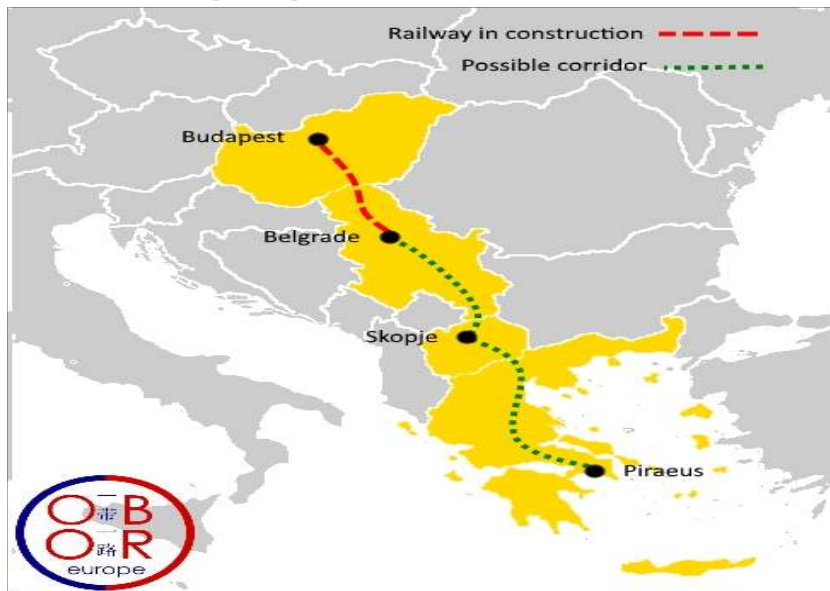 Railway in construction
Possible corridor
Budapest
Belgrade
Skopje
Piraeus
一
O 带 B
一
O 路 R
europe